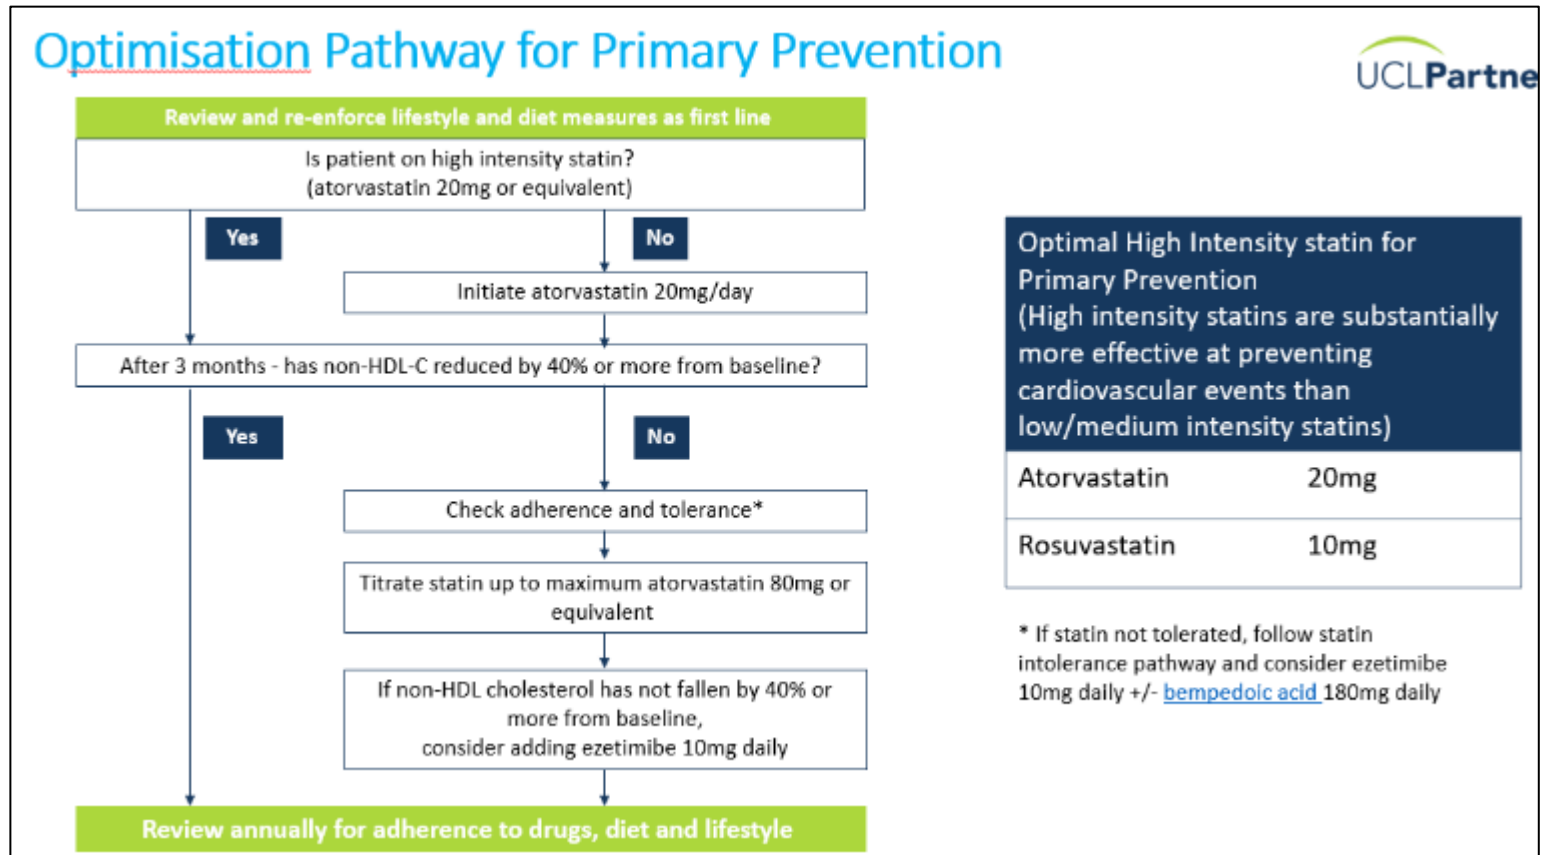 Optimisation Pathway for Primary Prevention
UCLPartne
Review and re-enforce lifestyle and diet measures as first line
Is patient on high intensity statin?
(atorvastatin 20mg or equivalent)
Yes
No
Initiate atorvastatin 20mg/day
After 3 months - has non-HDL-C reduced by 40% or more from baseline?
Yes
No
Check adherence and tolerance*
Titrate statin up to maximum atorvastatin 80mg or
equivalent
If non-HDL cholesterol has not fallen by 40% or
more from baseline,
consider adding ezetimibe 10mg daily
Review annually for adherence to drugs, diet and lifestyle
Optimal High Intensity statin for
Primary Prevention
(High intensity statins are substantially
more effective at preventing
cardiovascular events than
low/medium intensity statins)
Atorvastatin 20mg
Rosuvastatin 10mg
* If statin not tolerated, follow statin
intolerance pathway and consider ezetimibe
10mg daily +/- bempedoic acid 180mg daily